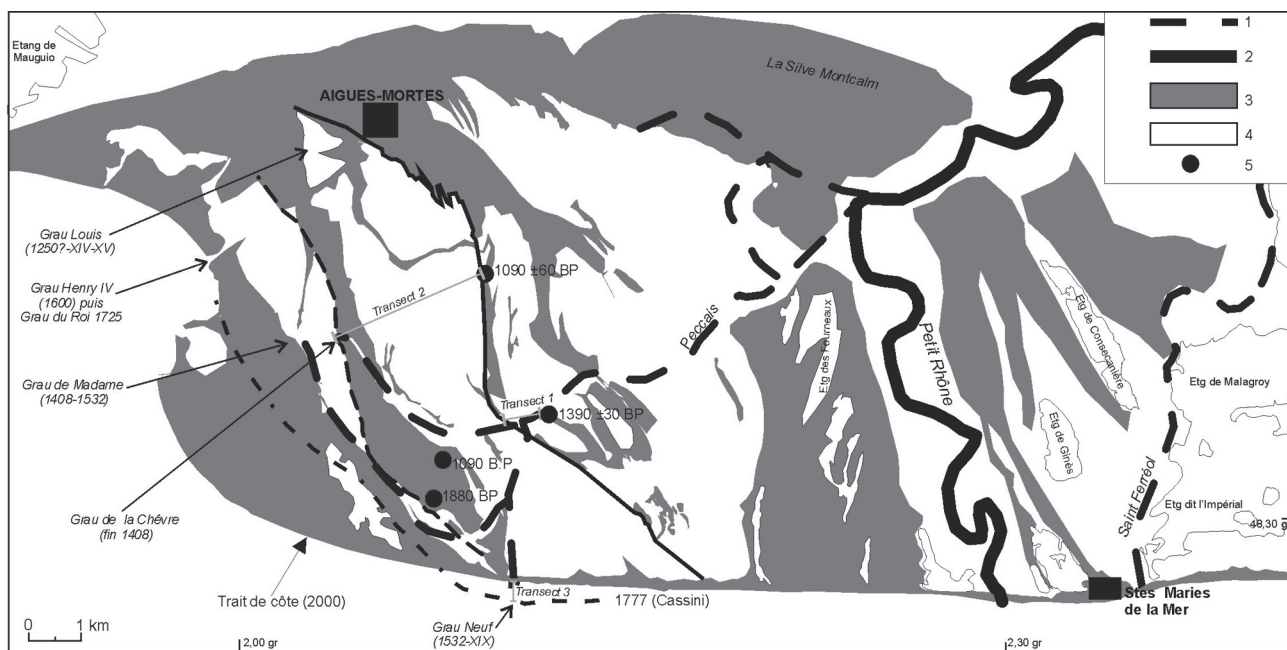 Etang de
Mauguio
AIGUES-MORTES
La Silve Montcalm
1
2
3
4
5
Grau Louis
(1250?-XIV-XV)
Grau Henry IV
(1600) puis
Grau du Roi 1725
Grau de Madame
(1408-1532)
Grau de la Chêvre
(fin 1408)
Trait de côte (2000)
Transect 2
1090 ±60 BP
Transect 1
1390 ±30 BP
1090 B.P
1880 BP
Transect 3
1777 (Cassini)
Grau Neuf
(1532-XIX)
Peccais
Etg des Fourneaux
Petit Rhône
Etg de Consecanière
Etg de Ginès
Etg de Malagroy
Saint Ferréol
Etg dit l'Impérial
48,30 gr
Stes Maries
de la Mer
0 1 km
2,00 gr
2,30 gr